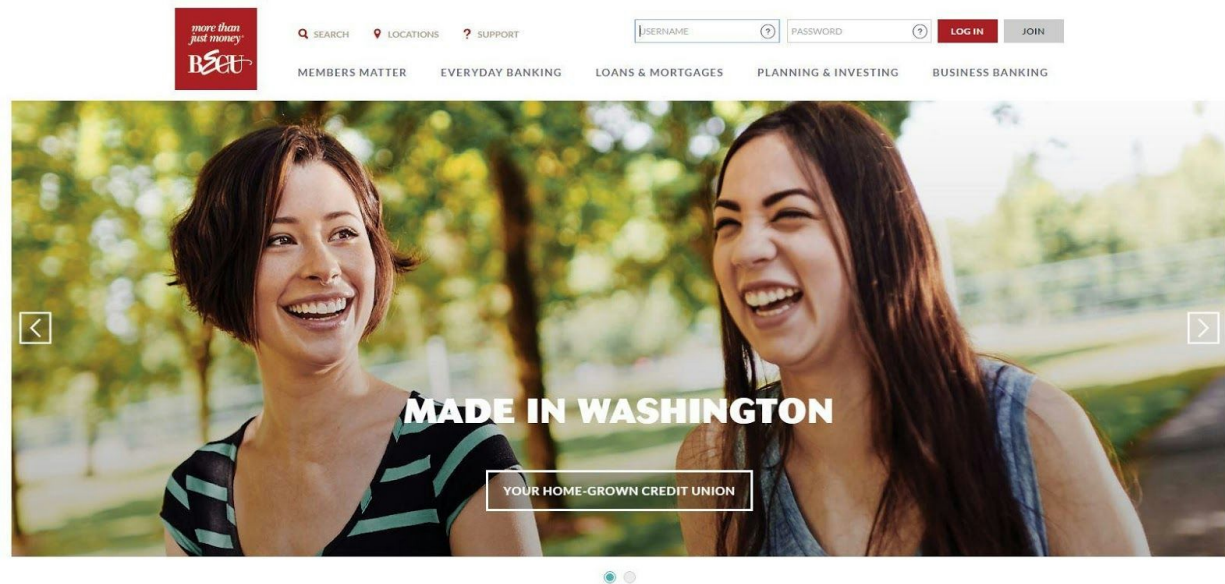 more than
just money
BECU
SEARCH
LOCATIONS
? SUPPORT
USERNAME
?
PASSWORD
?
LOG IN
JOIN
MEMBERS MATTER
EVERYDAY BANKING
LOANS & MORTGAGES
PLANNING & INVESTING
BUSINESS BANKING
MADE IN WASHINGTON
YOUR HOME-GROWN CREDIT UNION